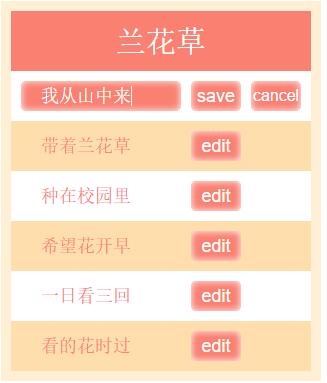 兰花草
我从山中来 save cancel
带着兰花草 edit
种在校园里 edit
希望花开早 edit
一日看三回 edit
看的花时过 edit